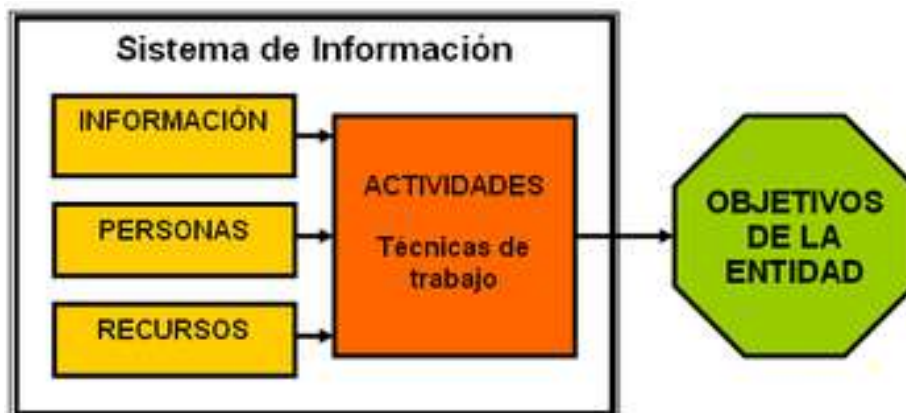 Sistema de Información
INFORMACIÓN
PERSONAS
RECURSOS
ACTIVIDADES
Técnicas de
trabajo
OBJETIVOS
DE LA
ENTIDAD